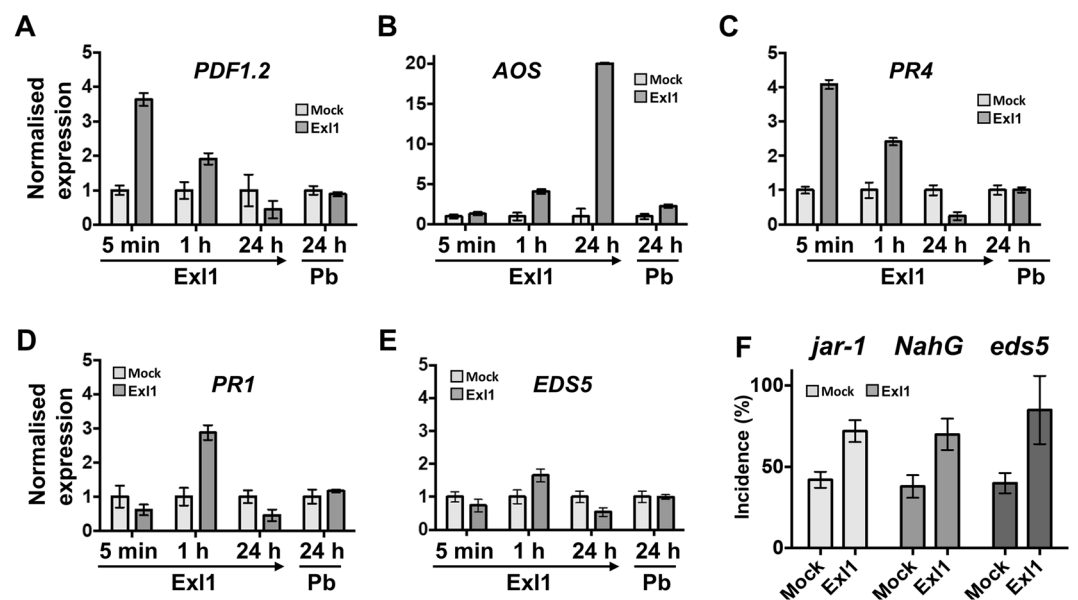 A
PDF1.2
Normalised
expression
5
4
3
2
1
0
Mock
Exl1
5 min 1 h 24 h 24 h
Exl1 Pb
B
AOS
20
15
10
5
0
Mock
Exl1
5 min 1 h 24 h 24 h
Exl1 Pb
C
PR4
5
4
3
2
1
0
Mock
Exl1
5 min 1 h 24 h 24 h
Exl1 Pb
D
PR1
Normalised
expression
5
4
3
2
1
0
Mock
Exl1
5 min 1 h 24 h 24 h
Exl1 Pb
E
EDS5
5
4
3
2
1
0
Mock
Exl1
5 min 1 h 24 h 24 h
Exl1 Pb
F
jar-1 NahG eds5
Incidence (%)
100
50
0
Mock Exl1
Mock Exl1 Mock Exl1 Mock Exl1